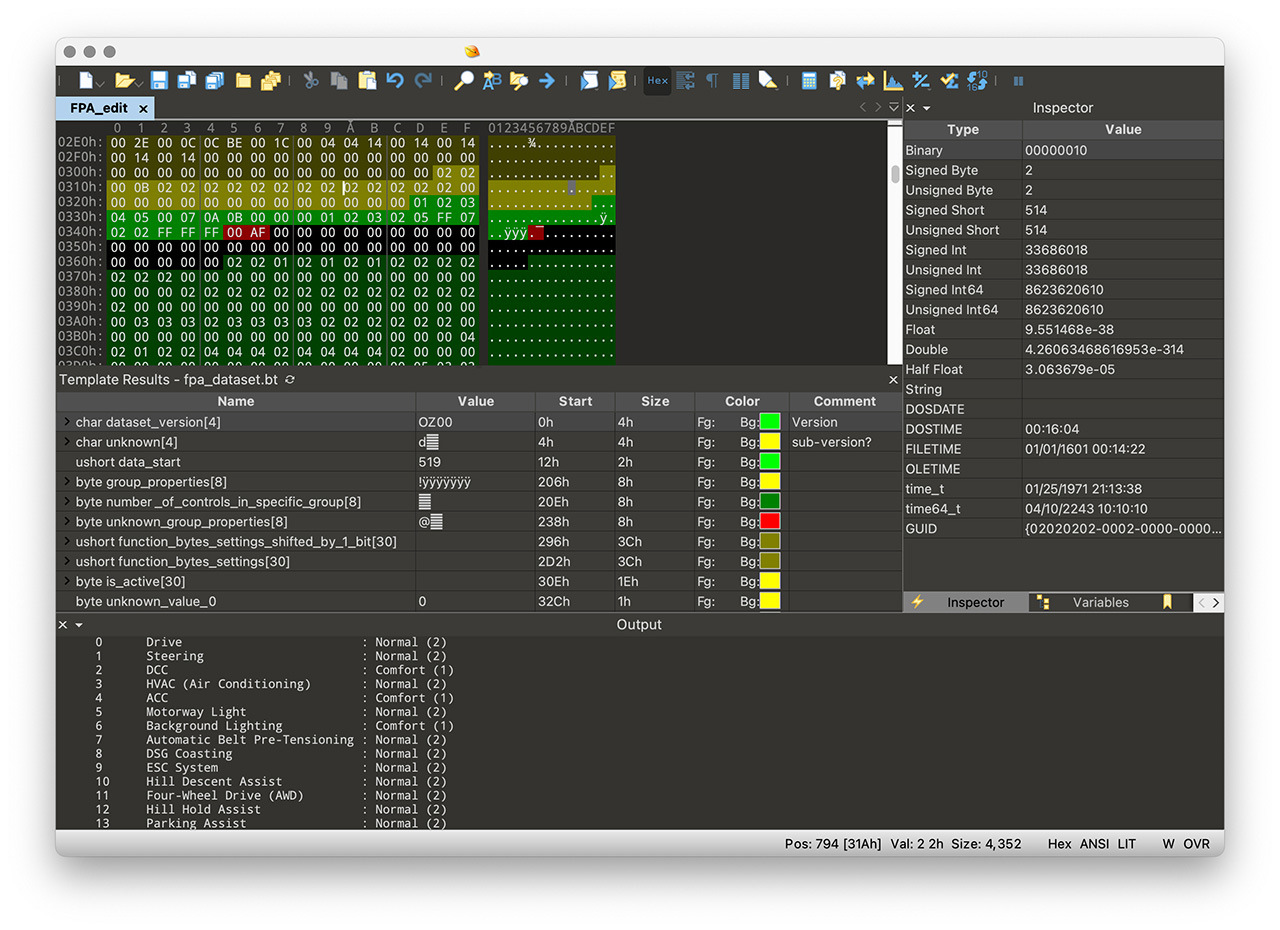 Hex
FPA_edit ×
Inspector
0 1 2 3 4 5 6 7 8 9 A B C D E F 0123456789ABCDEF
02E0h: 00 2E 00 0C 0C BE 00 1C 00 04 04 14 00 14 00 14 .....¾..........
02F0h: 00 14 00 14 00 00 00 00 00 00 00 00 00 00 00 00 ................
0300h: 00 00 00 00 00 00 00 00 00 00 00 00 00 00 02 02 ................
0310h: 00 0B 02 02 02 02 02 02 02 02 02 02 02 02 02 00 ................
0320h: 00 00 00 00 00 00 00 00 00 00 00 00 00 01 02 03 ................
0330h: 04 05 00 07 0A 0B 00 00 00 01 02 03 02 05 FF 07 ..............ÿ.
0340h: 02 02 FF FF FF 00 AF 00 00 00 00 00 00 00 00 00 ..ÿÿÿ.¯.........
0350h: 00 00 00 00 00 00 00 00 00 00 00 00 00 00 00 00 ................
0360h: 00 00 00 00 00 02 02 01 02 01 02 01 02 02 02 02 ................
0370h: 02 02 02 00 00 00 00 00 00 00 00 00 00 00 00 00 ................
0380h: 00 00 00 02 02 02 02 02 02 02 02 02 02 02 02 02 ................
0390h: 02 00 00 00 00 00 00 00 00 00 00 00 00 00 00 00 ................
03A0h: 00 03 03 03 02 03 03 03 03 02 02 02 02 02 02 00 ................
03B0h: 00 00 00 00 00 00 00 00 00 00 00 00 00 00 00 04 ................
03C0h: 02 01 02 02 04 04 04 02 04 04 04 04 02 00 00 00 ................
Type Value
Binary 00000010
Signed Byte 2
Unsigned Byte 2
Signed Short 514
Unsigned Short 514
Signed Int 33686018
Unsigned Int 33686018
Signed Int64 8623620610
Unsigned Int64 8623620610
Float 9.551468e-38
Double 4.26063468616953e-314
Half Float 3.063679e-05
String
DOSDATE
DOSTIME 00:16:04
FILETIME 01/01/1601 00:14:22
OLETIME
time_t 01/25/1971 21:13:38
time64_t 04/10/2243 10:10:10
GUID {02020202-0002-0000-0000...
Inspector Variables
Template Results - fpa_dataset.bt
Name Value Start Size Color Comment
char dataset_version[4] OZ00 0h 4h Fg: Bg: Version
char unknown[4] d 4h 4h Fg: Bg: sub-version?
ushort data_start 519 12h 2h Fg: Bg:
byte group_properties[8] !ÿÿÿÿÿÿÿ 206h 8h Fg: Bg:
byte number_of_controls_in_specific_group[8] 20Eh 8h Fg: Bg:
byte unknown_group_properties[8] @ 238h 8h Fg: Bg:
ushort function_bytes_settings_shifted_by_1_bit[30] 296h 3Ch Fg: Bg:
ushort function_bytes_settings[30] 2D2h 3Ch Fg: Bg:
byte is_active[30] 30Eh 1Eh Fg: Bg:
byte unknown_value_0 0 32Ch 1h Fg: Bg:
Output
0 Drive : Normal (2)
1 Steering : Normal (2)
2 DCC : Comfort (1)
3 HVAC (Air Conditioning) : Normal (2)
4 ACC : Comfort (1)
5 Motorway Light : Normal (2)
6 Background Lighting : Comfort (1)
7 Automatic Belt Pre-Tensioning : Normal (2)
8 DSG Coasting : Normal (2)
9 ESC System : Normal (2)
10 Hill Descent Assist : Normal (2)
11 Four-Wheel Drive (AWD) : Normal (2)
12 Hill Hold Assist : Normal (2)
13 Parking Assist : Normal (2)
Pos: 794 [31Ah] Val: 2 2h Size: 4,352 Hex ANSI LIT W OVR